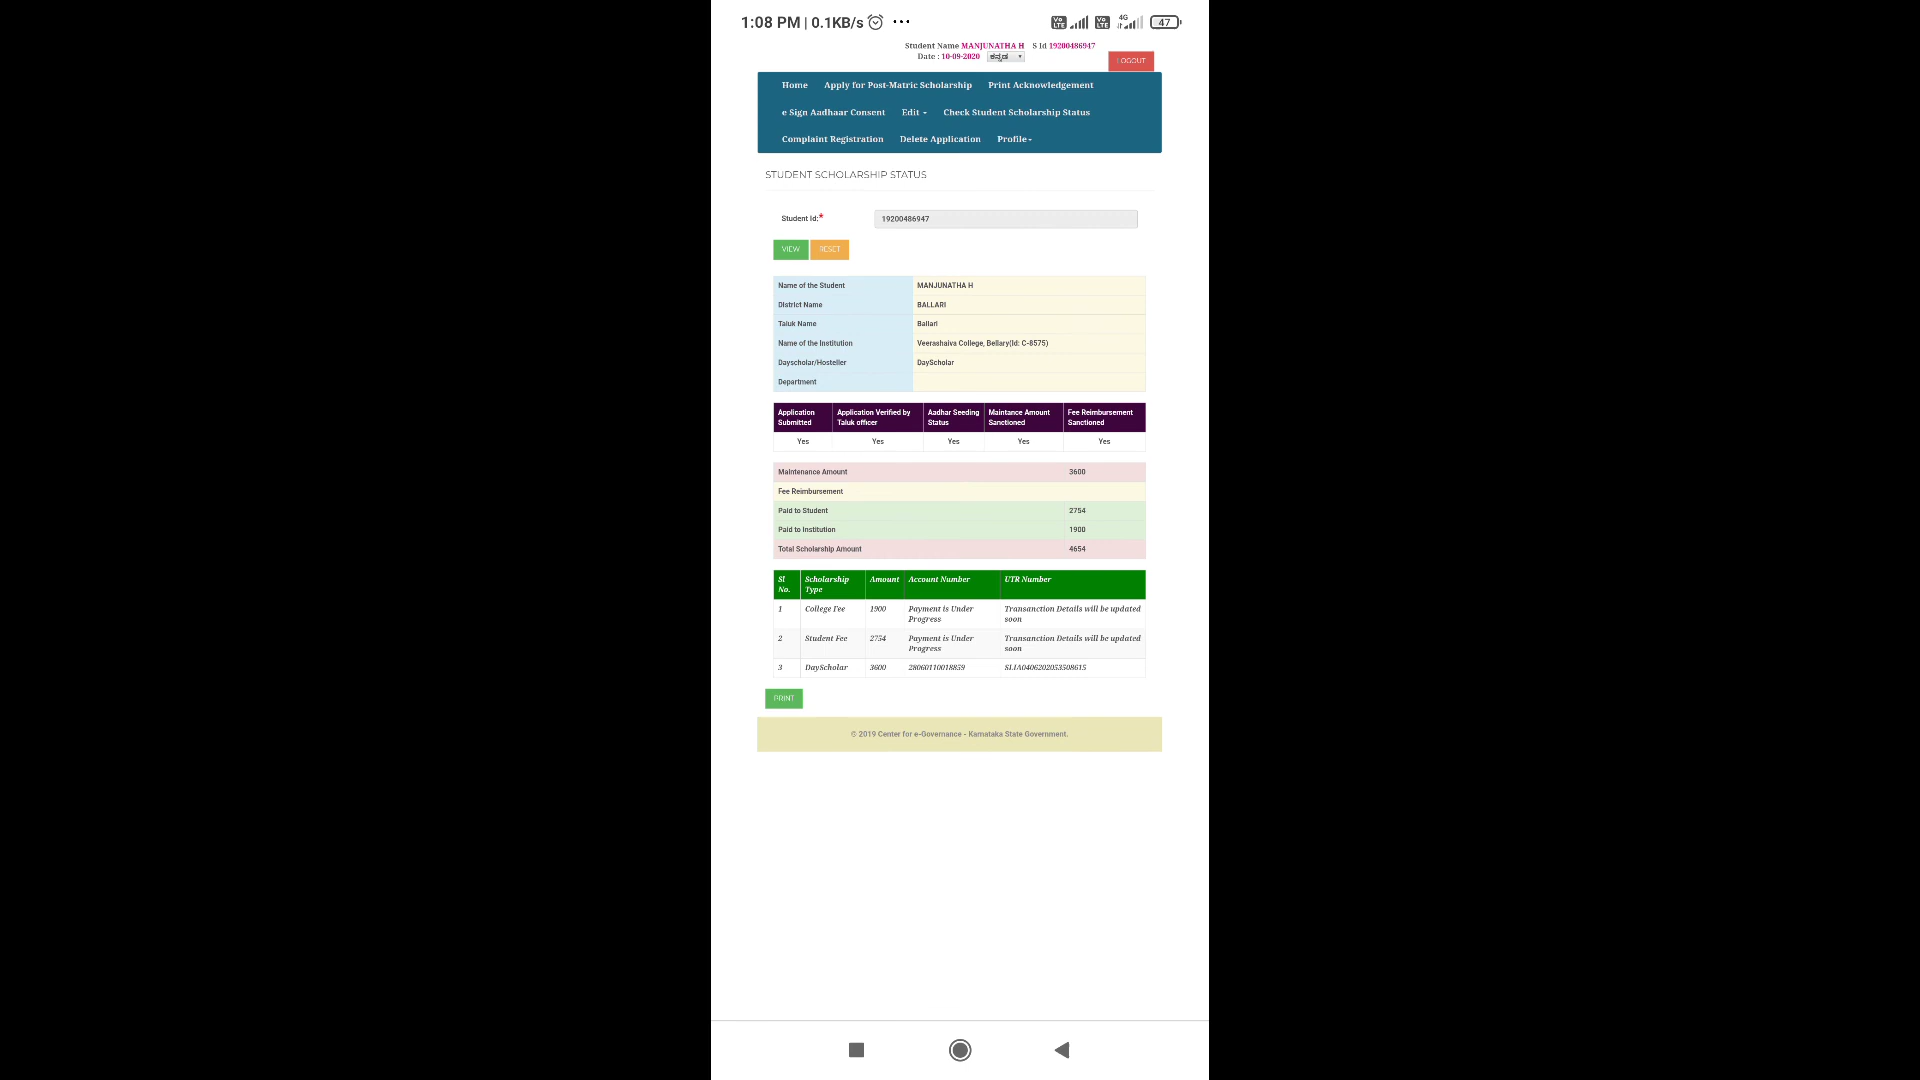 1:08 PM | 0.1KB/s
4G
47
Student Name MANJUNATHA H S Id 19200486947
Date : 10-09-2020
LOGOUT
Home Apply for Post-Matric Scholarship Print Acknowledgement
e Sign Aadhaar Consent Edit Check Student Scholarship Status
Complaint Registration Delete Application Profile
STUDENT SCHOLARSHIP STATUS
Student Id:* 19200486947
VIEW RESET
Name of the Student MANJUNATHA H
District Name BALLARI
Taluk Name Ballari
Name of the Institution Veerashaiva College, Bellary(Id: C-8575)
Dayscholar/Hosteller DayScholar
Department
Application Submitted Application Verified by Taluk officer Aadhar Seeding Status Maintance Amount Sanctioned Fee Reimbursement Sanctioned
Yes Yes Yes Yes Yes
Maintenance Amount 3600
Fee Reimbursement
Paid to Student 2754
Paid to Institution 1900
Total Scholarship Amount 4654
Sl No. Scholarship Type Amount Account Number UTR Number
1 College Fee 1900 Payment is Under Progress Transanction Details will be updated soon
2 Student Fee 2754 Payment is Under Progress Transanction Details will be updated soon
3 DayScholar 3600 28060110018859 SLIA0406202053508615
PRINT
© 2019 Center for e-Governance - Karnataka State Government.